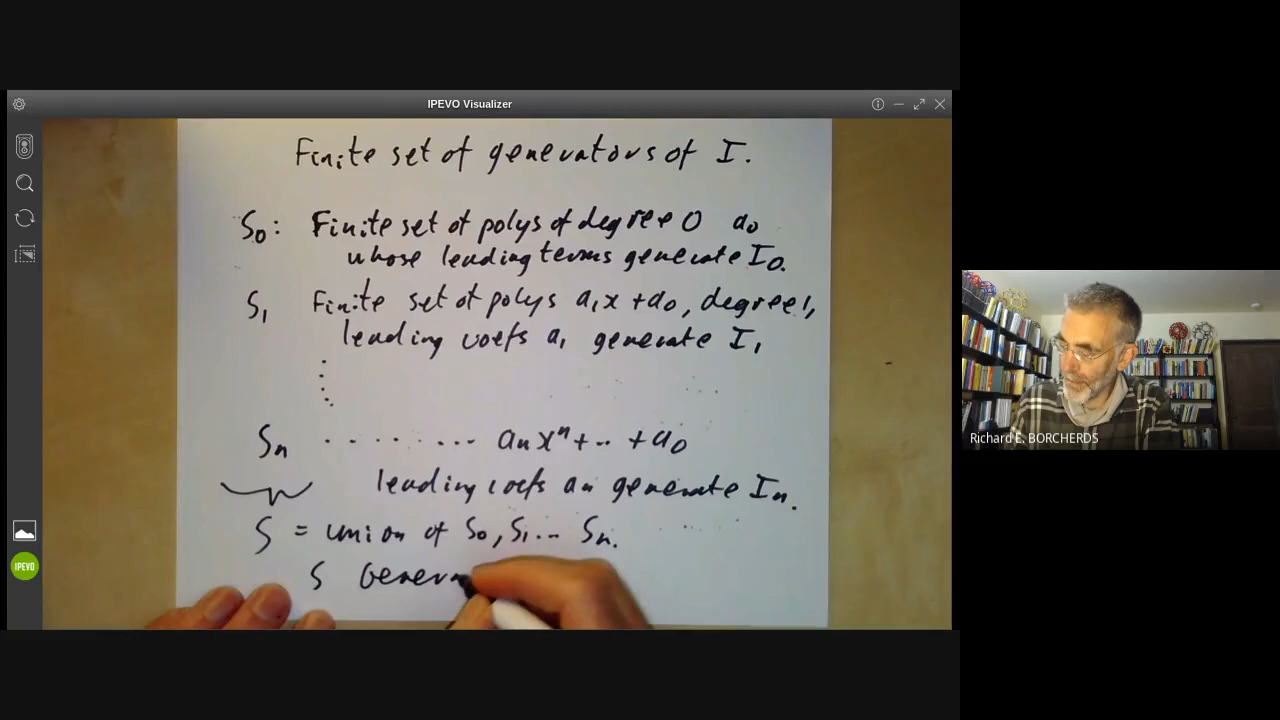 IPEVO Visualizer
Finite set of generators of I.
S0: Finite set of polys of degree 0 a0
whose leading terms generate I0.
S1 Finite set of polys a1x + a0, degree 1,
leading coefs a1 generate I1
Sn ........ anx^n + .. + a0
leading coefs an generate In.
S = union of S0, S1 ... Sn.
S Genera
IPEVO
Richard E. BORCHERDS